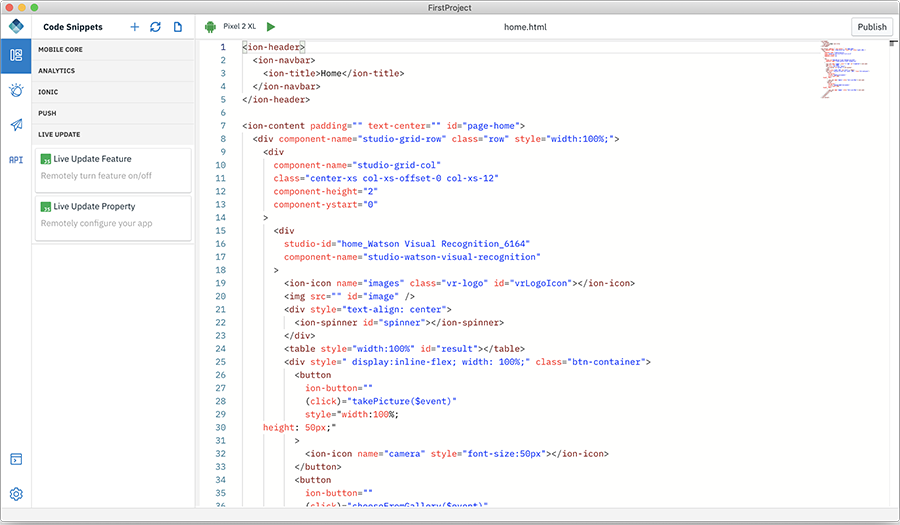 FirstProject
Code Snippets
Pixel 2 XL
home.html
Publish
MOBILE CORE
ANALYTICS
IONIC
PUSH
LIVE UPDATE
Live Update Feature
Remotely turn feature on/off
Live Update Property
Remotely configure your app
API
1 <ion-header>
2 <ion-navbar>
3 <ion-title>Home</ion-title>
4 </ion-navbar>
5 </ion-header>
6
7 <ion-content padding="" text-center="" id="page-home">
8 <div component-name="studio-grid-row" class="row" style="width:100%;">
9 <div
10 component-name="studio-grid-col"
11 class="center-xs col-xs-offset-0 col-xs-12"
12 component-height="2"
13 component-ystart="0"
14 >
15 <div
16 studio-id="home_Watson Visual Recognition_6164"
17 component-name="studio-watson-visual-recognition"
18 >
19 <ion-icon name="images" class="vr-logo" id="vrLogoIcon"></ion-icon>
20 <img src="" id="image" />
21 <div style="text-align: center">
22 <ion-spinner id="spinner"></ion-spinner>
23 </div>
24 <table style="width:100%" id="result"></table>
25 <div style=" display:inline-flex; width: 100%;" class="btn-container">
26 <button
27 ion-button=""
28 (click)="takePicture($event)"
29 style="width:100%;
30 height: 50px;"
31 >
32 <ion-icon name="camera" style="font-size:50px"></ion-icon>
33 </button>
34 <button
35 ion-button=""
36 (click)="chooseFromGallery($event)"